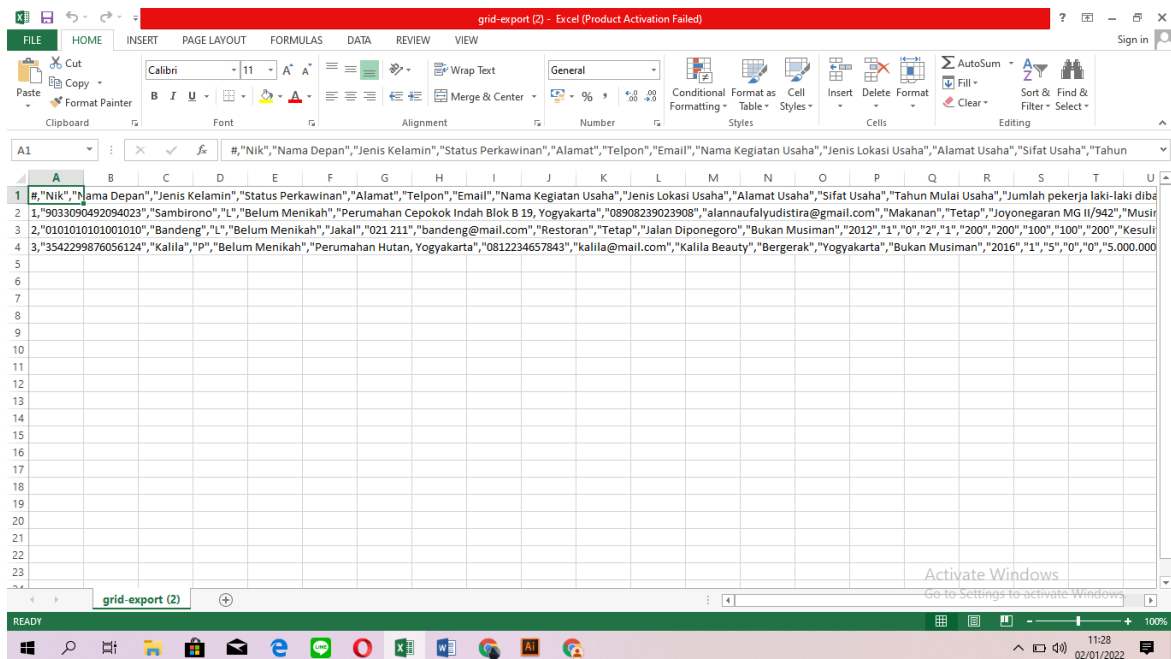 grid-export (2) - Excel (Product Activation Failed)
FILE HOME INSERT PAGE LAYOUT FORMULAS DATA REVIEW VIEW Sign in
Cut
Copy
Format Painter
Paste
Clipboard
Calibri 11
B I U
Font
Wrap Text
Merge & Center
Alignment
General
%
Number
Conditional Formatting
Format as Table
Cell Styles
Styles
Insert Delete Format
Cells
AutoSum
Fill
Clear
Sort & Filter
Find & Select
Editing
A1 fx #,"Nik","Nama Depan","Jenis Kelamin","Status Perkawinan","Alamat","Telpon","Email","Nama Kegiatan Usaha","Jenis Lokasi Usaha","Alamat Usaha","Sifat Usaha","Tahun
A B C D E F G H I J K L M N O P Q R S T U
1 #,"Nik","Nama Depan","Jenis Kelamin","Status Perkawinan","Alamat","Telpon","Email","Nama Kegiatan Usaha","Jenis Lokasi Usaha","Alamat Usaha","Sifat Usaha","Tahun Mulai Usaha","Jumlah pekerja laki-laki diba
2 1,"9033090492094023","Sambirono","L","Belum Menikah","Perumahan Cepokok Indah Blok B 19, Yogyakarta","08908239023908","alannaufalyudistira@gmail.com","Makanan","Tetap","Joyonegaran MG II/942","Musir
3 2,"0101010101001010","Bandeng","L","Belum Menikah","Jakal","021 211","bandeng@mail.com","Restoran","Tetap","Jalan Diponegoro","Bukan Musiman","2012","1","0","2","1","200","200","100","100","200","Kesuli
4 3,"3542299876056124","Kalila","P","Belum Menikah","Perumahan Hutan, Yogyakarta","0812234657843","kalila@mail.com","Kalila Beauty","Bergerak","Yogyakarta","Bukan Musiman","2016","1","5","0","0","5.000.000
5
6
7
8
9
10
11
12
13
14
15
16
17
18
19
20
21
22
23
Activate Windows
Go to Settings to activate Windows.
grid-export (2)
READY 100%
LINE
Ai
11:28
02/01/2022